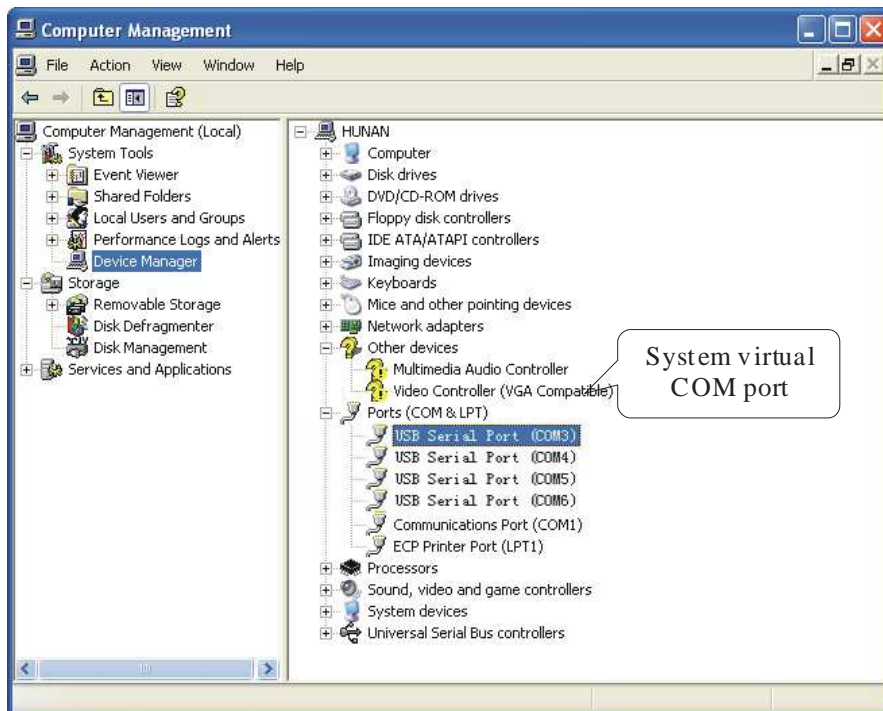 Computer Management
File Action View Window Help
Computer Management (Local)
System Tools
Event Viewer
Shared Folders
Local Users and Groups
Performance Logs and Alerts
Device Manager
Storage
Removable Storage
Disk Defragmenter
Disk Management
Services and Applications
HUNAN
Computer
Disk drives
DVD/CD-ROM drives
Floppy disk controllers
IDE ATA/ATAPI controllers
Imaging devices
Keyboards
Mice and other pointing devices
Network adapters
Other devices
Multimedia Audio Controller
Video Controller (VGA Compatible)
Ports (COM & LPT)
USB Serial Port (COM3)
USB Serial Port (COM4)
USB Serial Port (COM5)
USB Serial Port (COM6)
Communications Port (COM1)
ECP Printer Port (LPT1)
Processors
Sound, video and game controllers
System devices
Universal Serial Bus controllers
System virtual
COM port